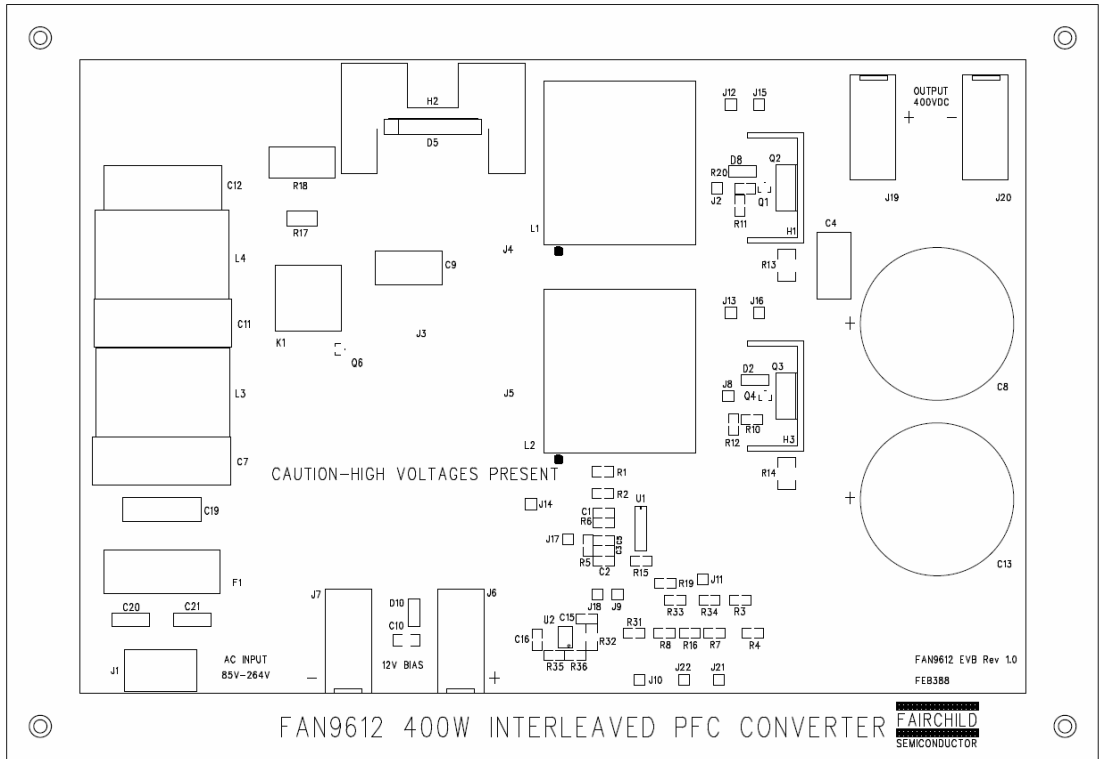 H2
D5
J12 J15
OUTPUT
400VDC
+ -
R18
C12
R17
R20
D8
Q2
J2
Q1
R11
J19
J20
L1
H1
C4
J4
L4
C9
R13
C11
K1
J3
Q6
J13 J16
+
L3
J5
J8
D2
Q3
Q4
C8
L2
R12
R10
H3
C7
CAUTION-HIGH VOLTAGES PRESENT
R1
R14
R2
U1
+
J14
C19
C1
R6
J17
C5
C3
R5
C2
R15
C13
F1
R19
J11
J7
D10
J6
J18
J9
R33
R34
R3
C20
C21
C10
U2
C15
R31
C16
R32
R8
R16
R7
R4
J1
AC INPUT
85V-264V
12V BIAS
R35
R36
FAN9612 EVB Rev 1.0
- +
J10
J22
J21
FEB388
FAN9612 400W INTERLEAVED PFC CONVERTER
FAIRCHILD
SEMICONDUCTOR